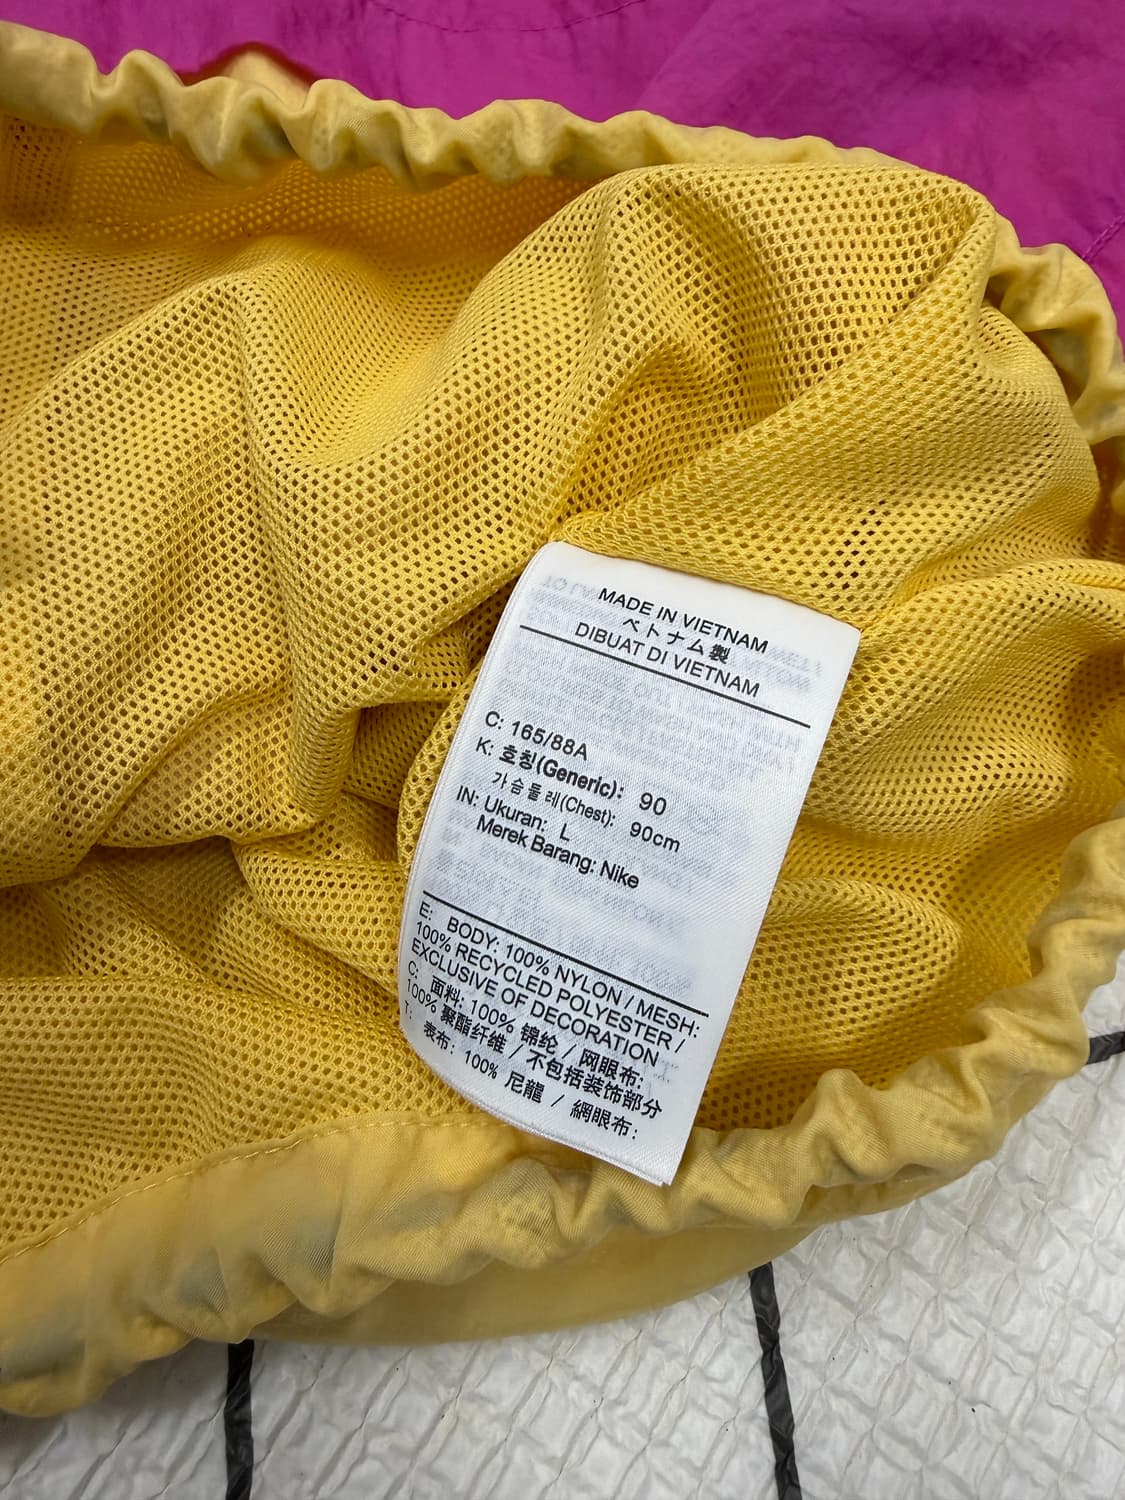 MADE IN VIETNAM
ベトナム製
DIBUAT DI VIETNAM
C: 165/88A
K: 호칭(Generic): 90
가슴둘레(Chest): 90cm
IN: Ukuran: L
Merek Barang: Nike
E: BODY: 100% NYLON / MESH:
100% RECYCLED POLYESTER /
EXCLUSIVE OF DECORATION
C: 面料: 100% 锦纶 / 网眼布:
100% 聚酯纤维 / 不包括装饰部分
T: 表布: 100% 尼龍 / 網眼布: